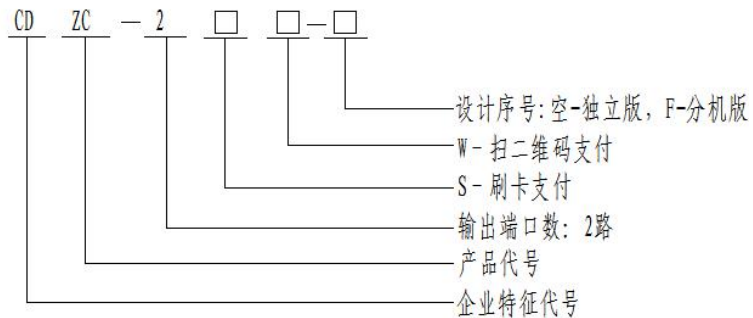 CD ZC — 2 □ □—□
设计序号:空-独立版，F-分机版
W-扫二维码支付
S-刷卡支付
输出端口数：2路
产品代号
企业特征代号